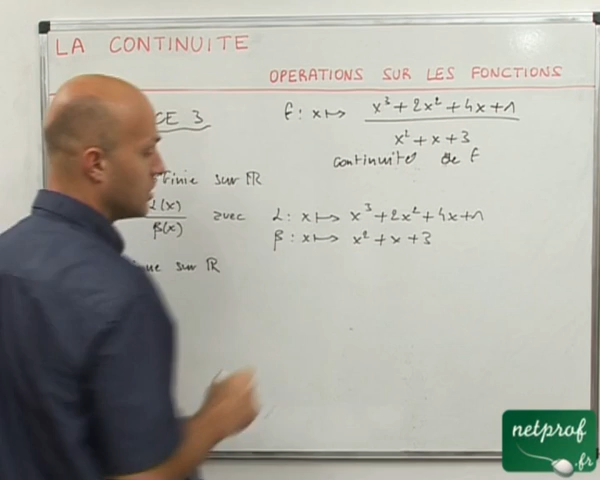 LA CONTINUITE
OPERATIONS SUR LES FONCTIONS
CE 3 f: x ↦ x³+2x²+4x+1
x²+x+3
continuité de f
finie sur ℝ
α(x)
β(x) avec α: x ↦ x³+2x²+4x+1
β: x ↦ x²+x+3
nue sur ℝ
netprof
.fr